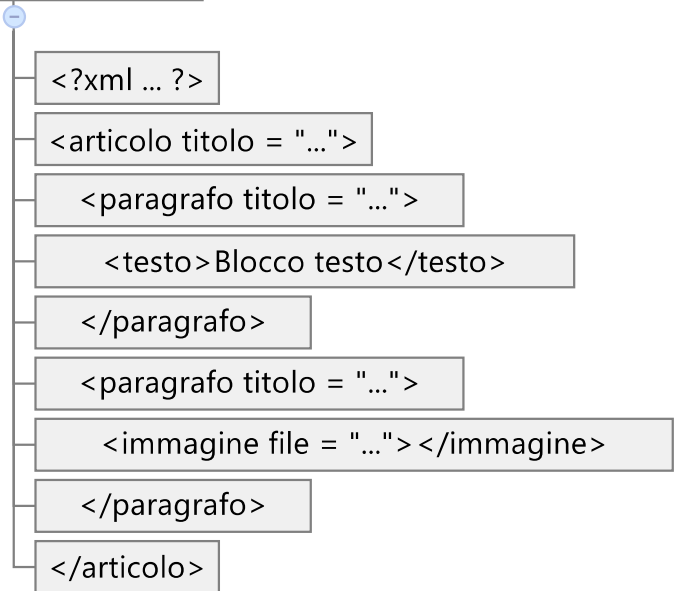 <?xml ... ?>
<articolo titolo = "...">
<paragrafo titolo = "...">
<testo>Blocco testo</testo>
</paragrafo>
<paragrafo titolo = "...">
<immagine file = "..."></immagine>
</paragrafo>
</articolo>